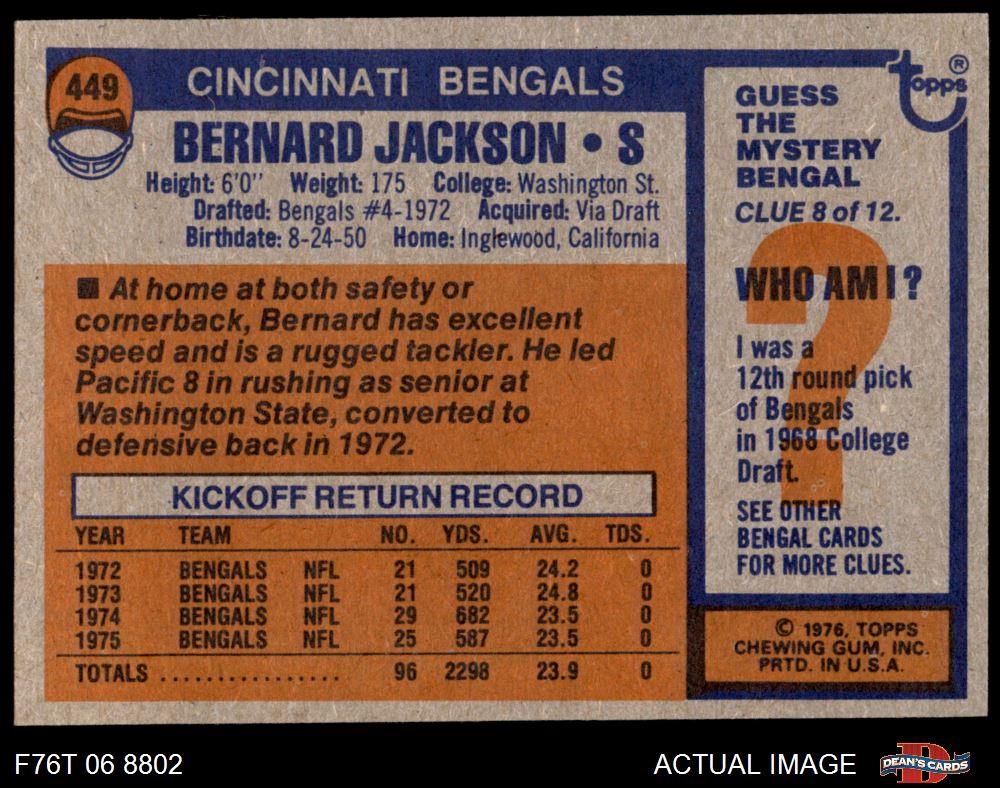 449
CINCINNATI BENGALS
BERNARD JACKSON • S
Height: 6'0" Weight: 175 College: Washington St.
Drafted: Bengals #4-1972 Acquired: Via Draft
Birthdate: 8-24-50 Home: Inglewood, California
■ At home at both safety or
cornerback, Bernard has excellent
speed and is a rugged tackler. He led
Pacific 8 in rushing as senior at
Washington State, converted to
defensive back in 1972.
KICKOFF RETURN RECORD
YEAR TEAM NO. YDS. AVG. TDS.
1972 BENGALS NFL 21 509 24.2 0
1973 BENGALS NFL 21 520 24.8 0
1974 BENGALS NFL 29 682 23.5 0
1975 BENGALS NFL 25 587 23.5 0
TOTALS ................ 96 2298 23.9 0
topps ®
GUESS
THE
MYSTERY
BENGAL
CLUE 8 of 12.
?
WHO AM I?
I was a
12th round pick
of Bengals
in 1968 College
Draft.
SEE OTHER
BENGAL CARDS
FOR MORE CLUES.
© 1976, TOPPS
CHEWING GUM, INC.
PRTD. IN U.S.A.
F76T 06 8802
ACTUAL IMAGE
DEAN'S CARDS